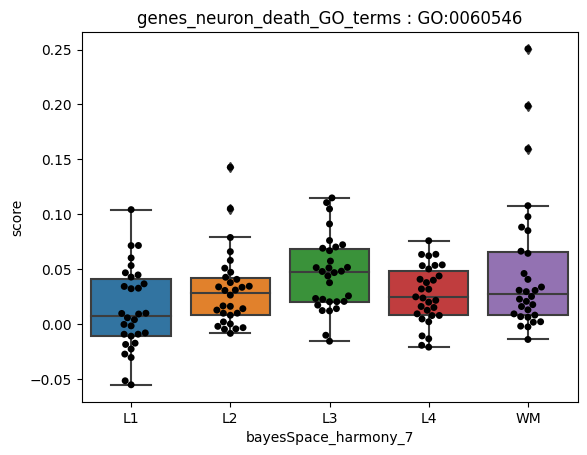 genes_neuron_death_GO_terms : GO:0060546
0.25
0.20
0.15
0.10
0.05
0.00
−0.05
score
L1 L2 L3 L4 WM
bayesSpace_harmony_7